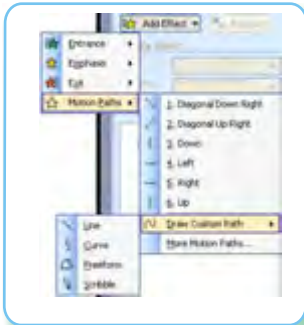 Add Effect
Entrance
Emphasis
Exit
Motion Paths
1. Diagonal Down Right
2. Diagonal Up Right
3. Down
4. Left
5. Right
6. Up
Draw Custom Path
More Motion Paths...
Line
Curve
Freeform
Scribble